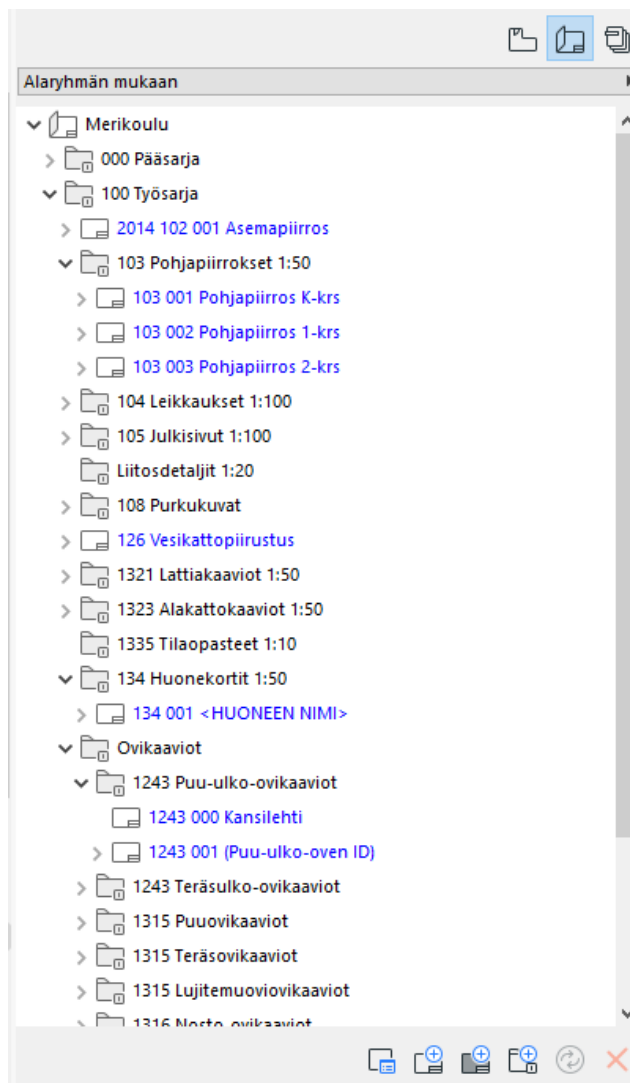 Alaryhmän mukaan
Merikoulu
000 Pääsarja
100 Työsarja
2014 102 001 Asemapiirros
103 Pohjapiirrokset 1:50
103 001 Pohjapiirros K-krs
103 002 Pohjapiirros 1-krs
103 003 Pohjapiirros 2-krs
104 Leikkaukset 1:100
105 Julkisivut 1:100
Liitosdetaljit 1:20
108 Purkukuvat
126 Vesikattopiirustus
1321 Lattiakaaviot 1:50
1323 Alakattokaaviot 1:50
1335 Tilaopasteet 1:10
134 Huonekortit 1:50
134 001 <HUONEEN NIMI>
Ovikaaviot
1243 Puu-ulko-ovikaaviot
1243 000 Kansilehti
1243 001 (Puu-ulko-oven ID)
1243 Teräsulko-ovikaaviot
1315 Puuovikaaviot
1315 Teräsovikaaviot
1315 Lujitemuoviovikaaviot
1316 Nosto-ovikaaviot